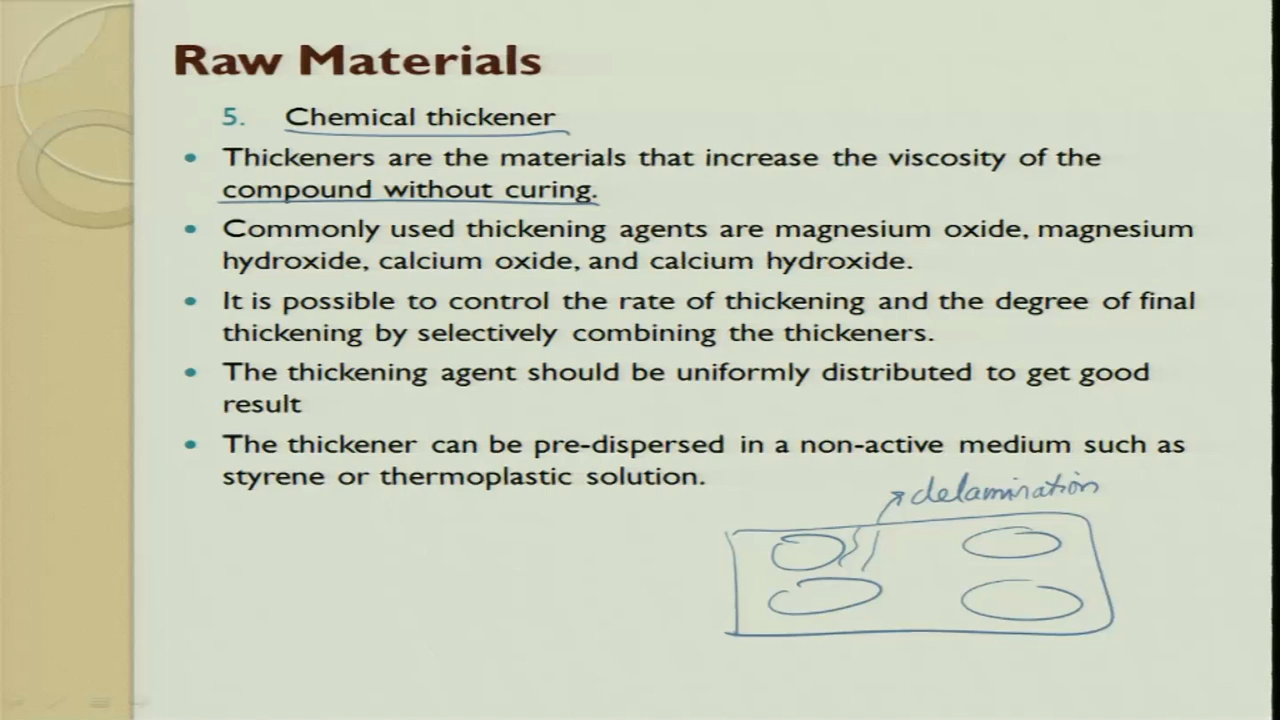 Raw Materials
5. Chemical thickener
• Thickeners are the materials that increase the viscosity of the
compound without curing.
• Commonly used thickening agents are magnesium oxide, magnesium
hydroxide, calcium oxide, and calcium hydroxide.
• It is possible to control the rate of thickening and the degree of final
thickening by selectively combining the thickeners.
• The thickening agent should be uniformly distributed to get good
result
• The thickener can be pre-dispersed in a non-active medium such as
styrene or thermoplastic solution.
delamination